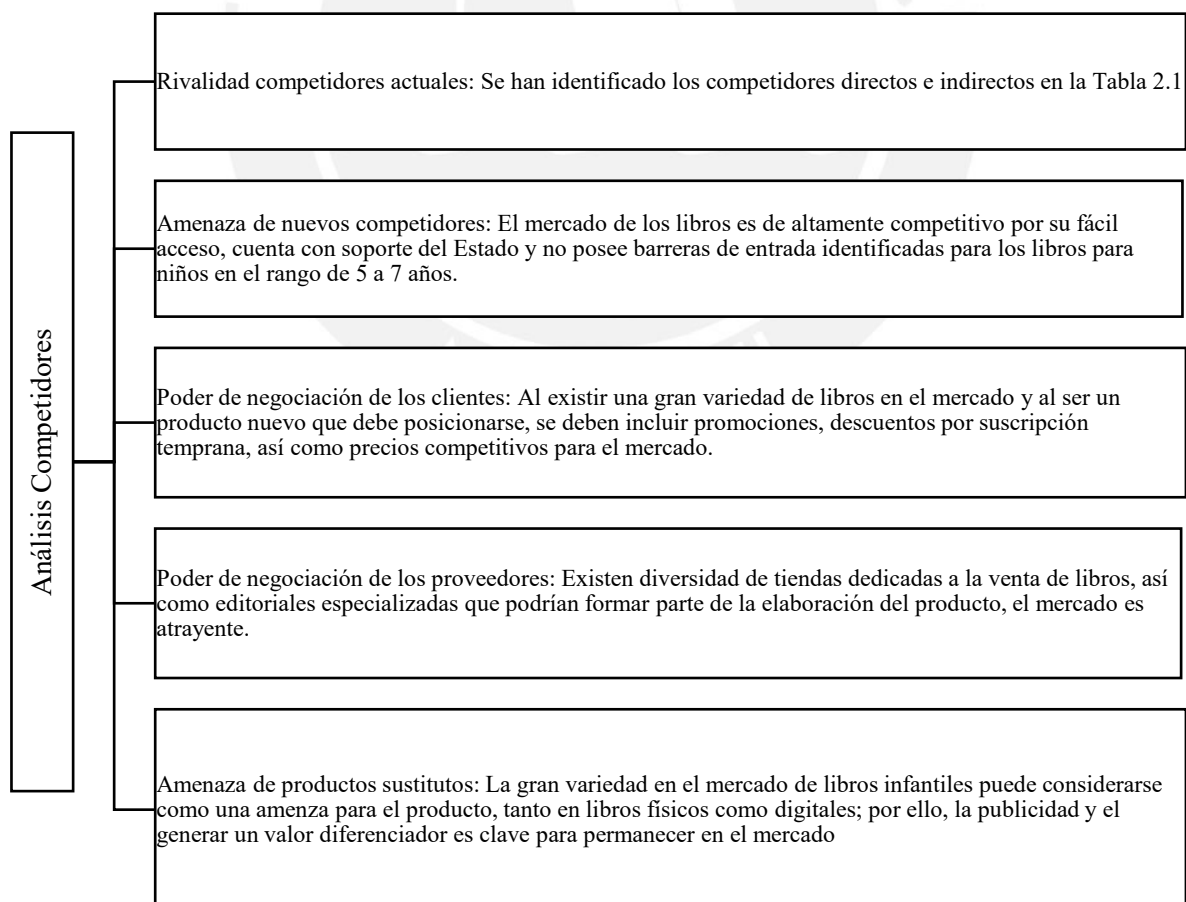 Análisis Competidores
Rivalidad competidores actuales: Se han identificado los competidores directos e indirectos en la Tabla 2.1
Amenaza de nuevos competidores: El mercado de los libros es de altamente competitivo por su fácil
acceso, cuenta con soporte del Estado y no posee barreras de entrada identificadas para los libros para
niños en el rango de 5 a 7 años.
Poder de negociación de los clientes: Al existir una gran variedad de libros en el mercado y al ser un
producto nuevo que debe posicionarse, se deben incluir promociones, descuentos por suscripción
temprana, así como precios competitivos para el mercado.
Poder de negociación de los proveedores: Existen diversidad de tiendas dedicadas a la venta de libros, así
como editoriales especializadas que podrían formar parte de la elaboración del producto, el mercado es
atrayente.
Amenaza de productos sustitutos: La gran variedad en el mercado de libros infantiles puede considerarse
como una amenza para el producto, tanto en libros físicos como digitales; por ello, la publicidad y el
generar un valor diferenciador es clave para permanecer en el mercado